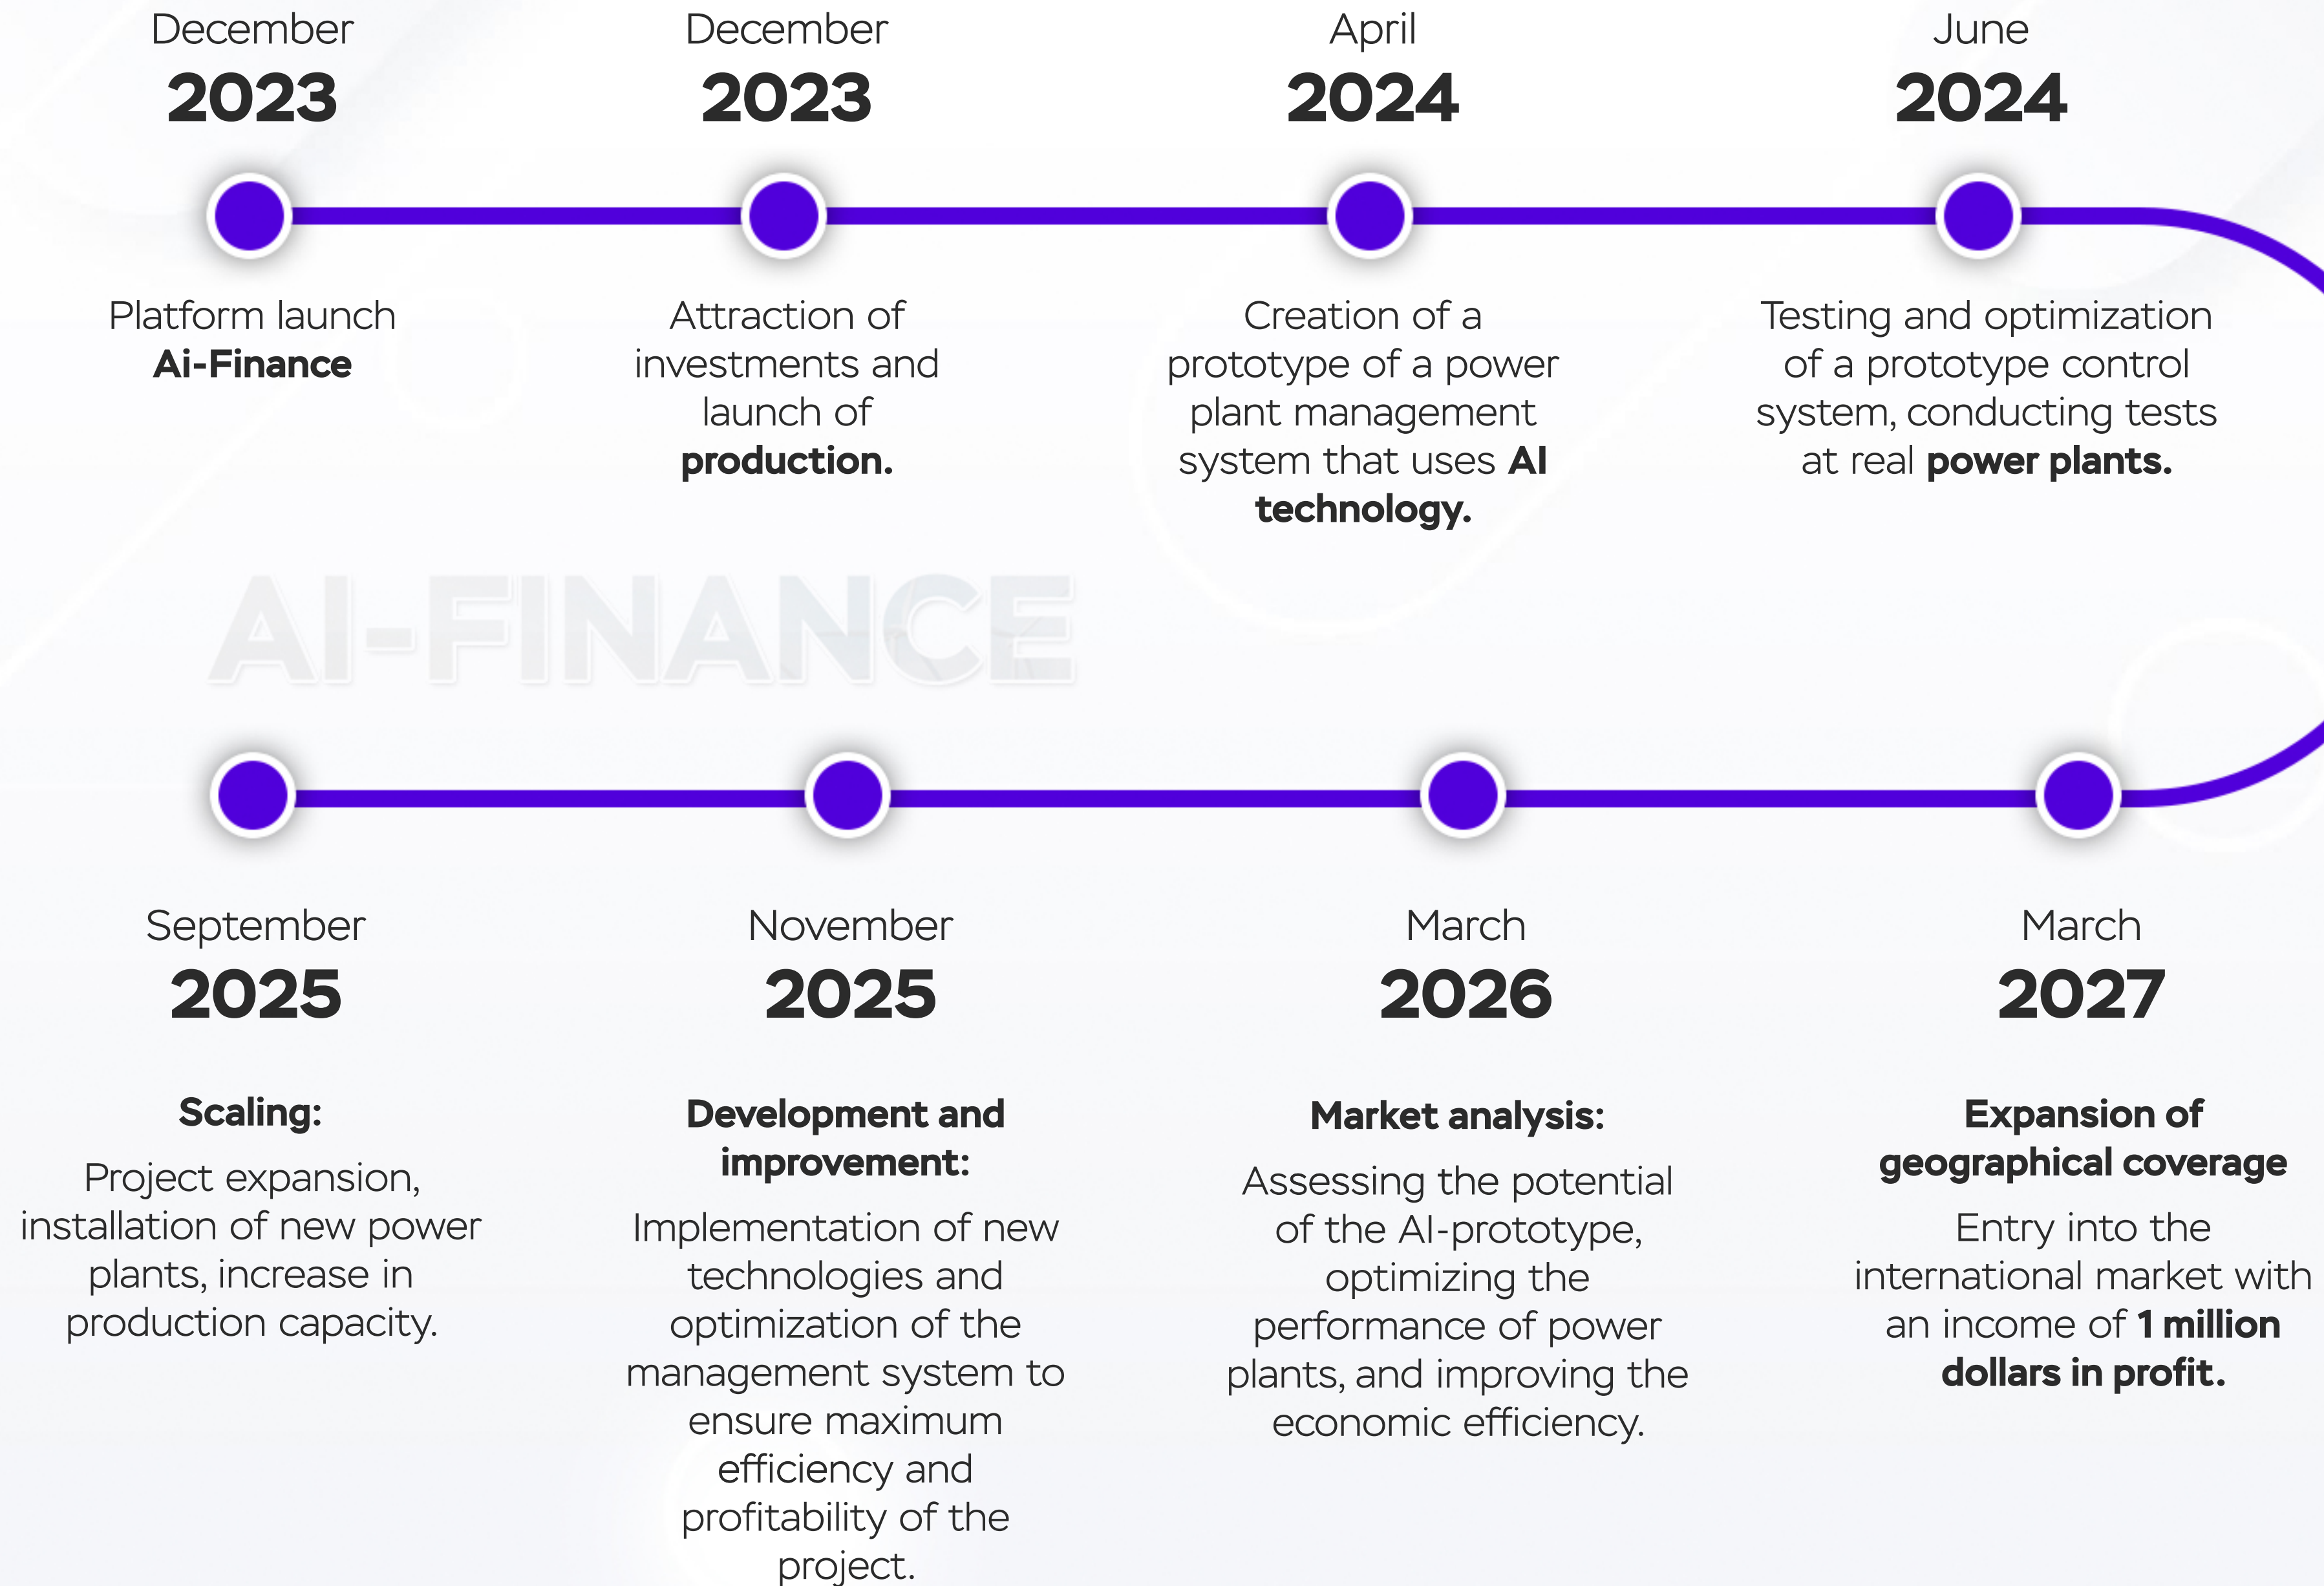 December
2023
Platform launch
Ai-Finance
December
2023
Attraction of
investments and
launch of
production.
April
2024
Creation of a
prototype of a power
plant management
system that uses AI
technology.
June
2024
Testing and optimization
of a prototype control
system, conducting tests
at real power plants.
AI-FINANCE
September
2025
Scaling:
Project expansion,
installation of new power
plants, increase in
production capacity.
November
2025
Development and
improvement:
Implementation of new
technologies and
optimization of the
management system to
ensure maximum
efficiency and
profitability of the
project.
March
2026
Market analysis:
Assessing the potential
of the AI-prototype,
optimizing the
performance of power
plants, and improving the
economic efficiency.
March
2027
Expansion of
geographical coverage
Entry into the
international market with
an income of 1 million
dollars in profit.